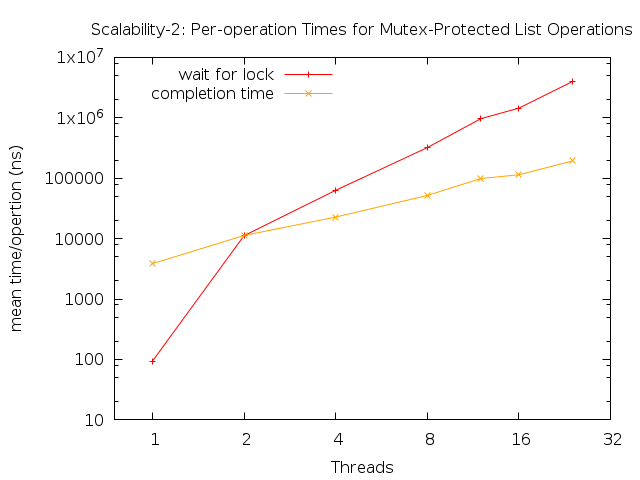 Scalability-2: Per-operation Times for Mutex-Protected List Operations
1x10^7
wait for lock
completion time
1x10^6
100000
10000
1000
100
10
mean time/opertion (ns)
1 2 4 8 16 32
Threads